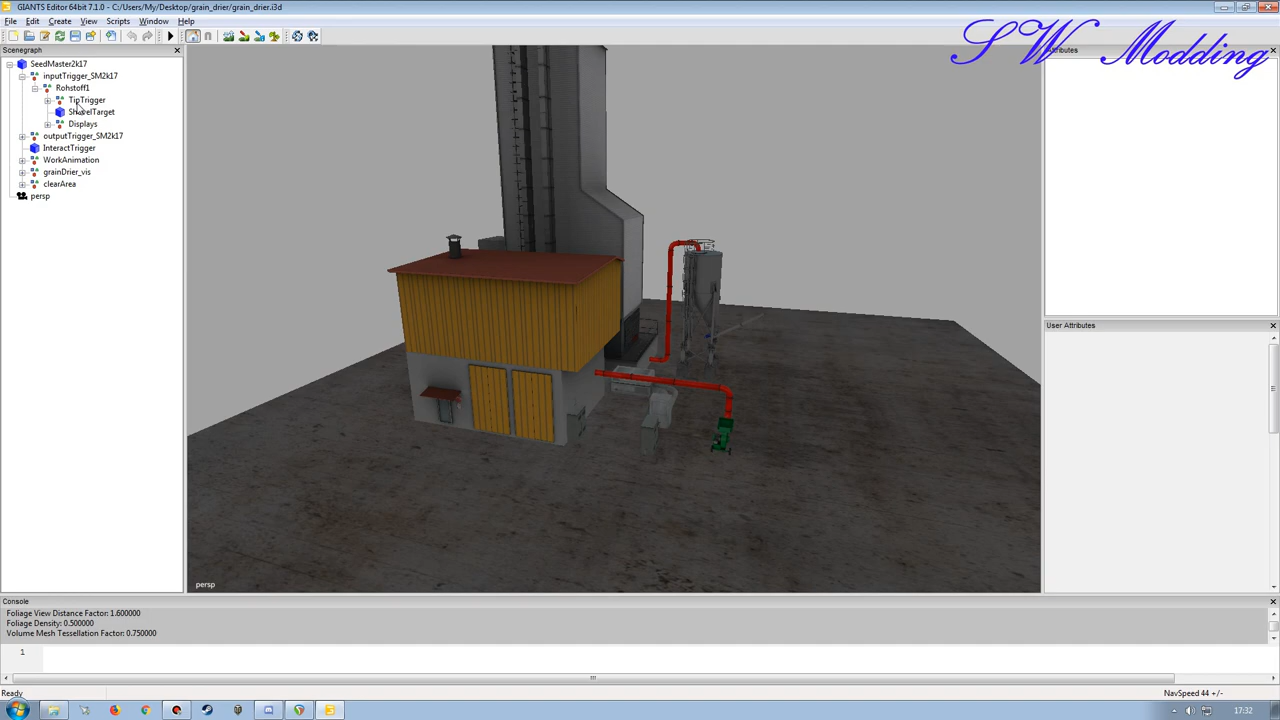 GIANTS Editor 64bit 7.1.0 - C:/Users/My/Desktop/grain_drier/grain_drier.i3d
File Edit Create View Scripts Window Help
SW Modding
Scenegraph
SeedMaster2k17
inputTrigger_SM2k17
Rohstoff1
TipTrigger
Displays
outputTrigger_SM2k17
InteractTrigger
WorkAnimation
grainDrier_vis
clearArea
persp
Attributes
User Attributes
persp
Console
Foliage View Distance Factor: 1.600000
Foliage Density: 0.500000
Volume Mesh Tessellation Factor: 0.750000
1
Ready
NavSpeed 44 +/-
17:32